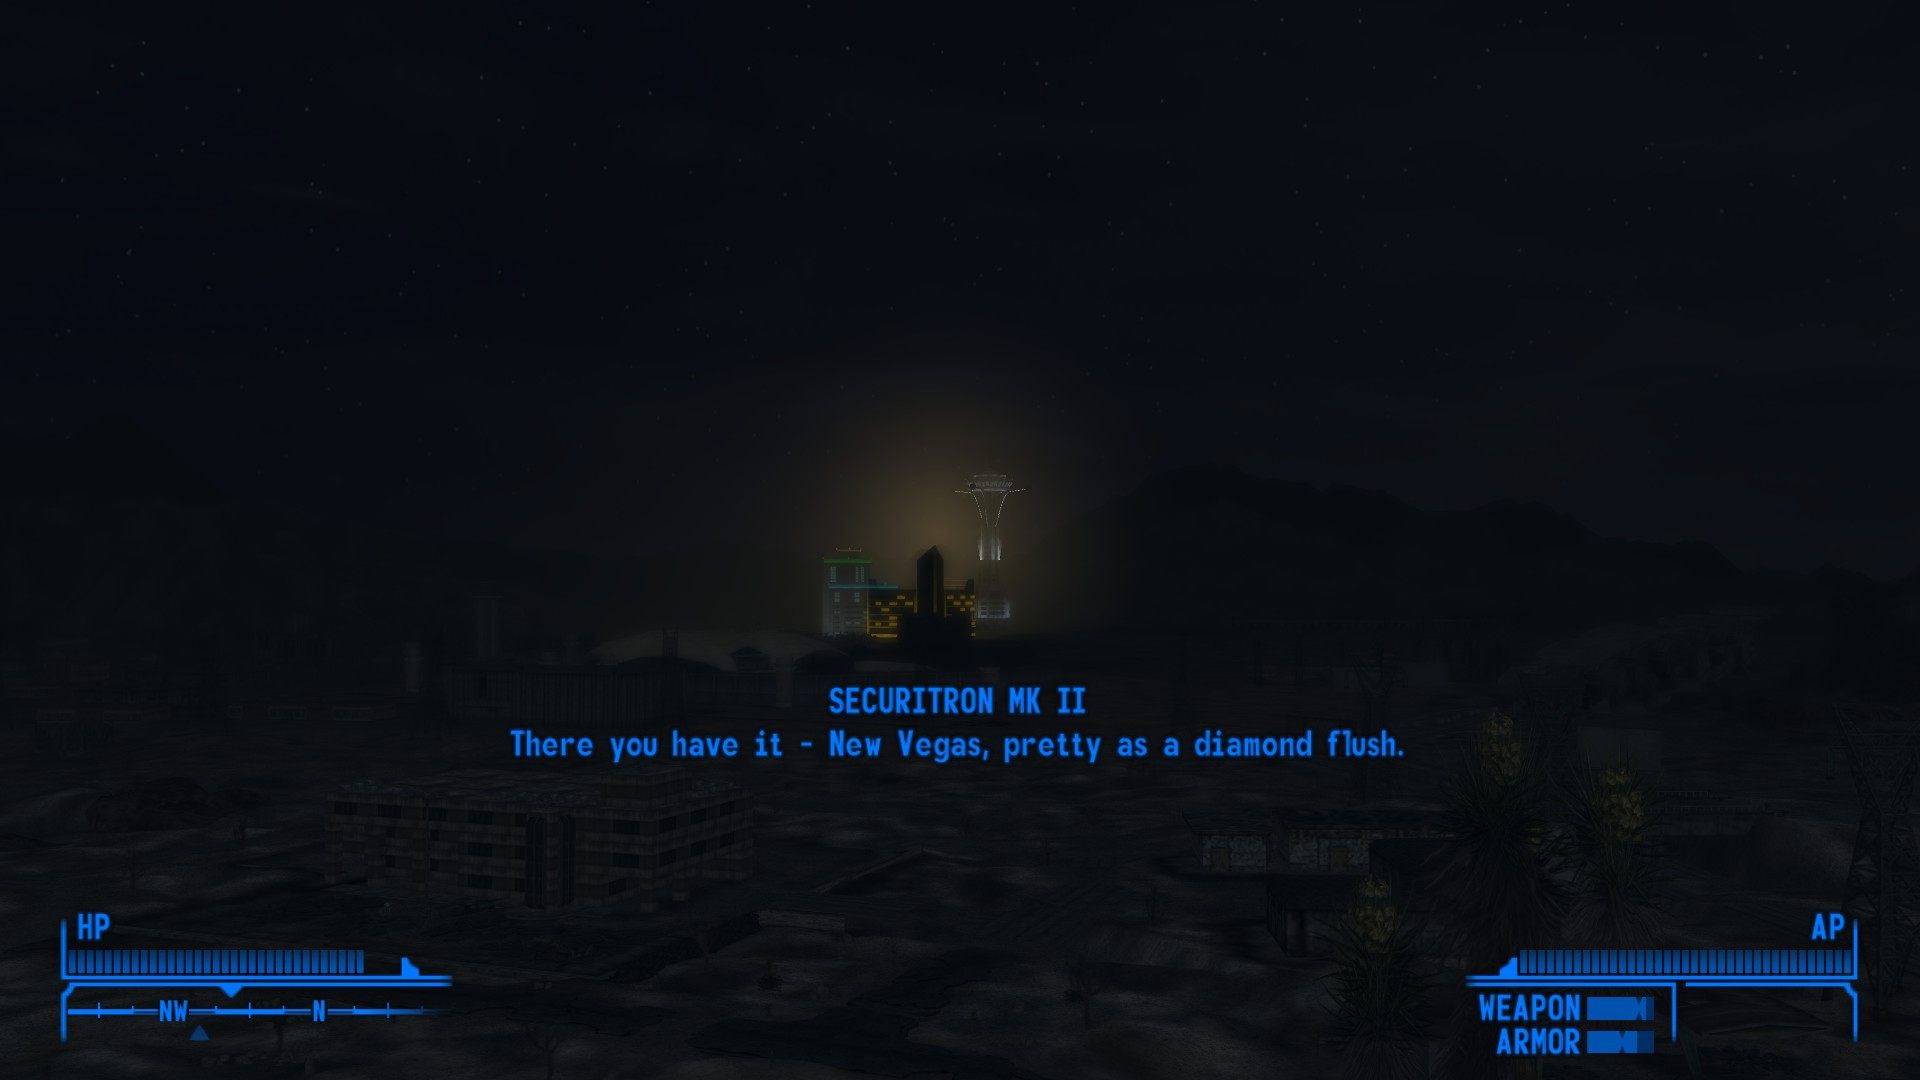 SECURITRON MK II
There you have it - New Vegas, pretty as a diamond flush.
HP
AP
NW N
WEAPON
ARMOR